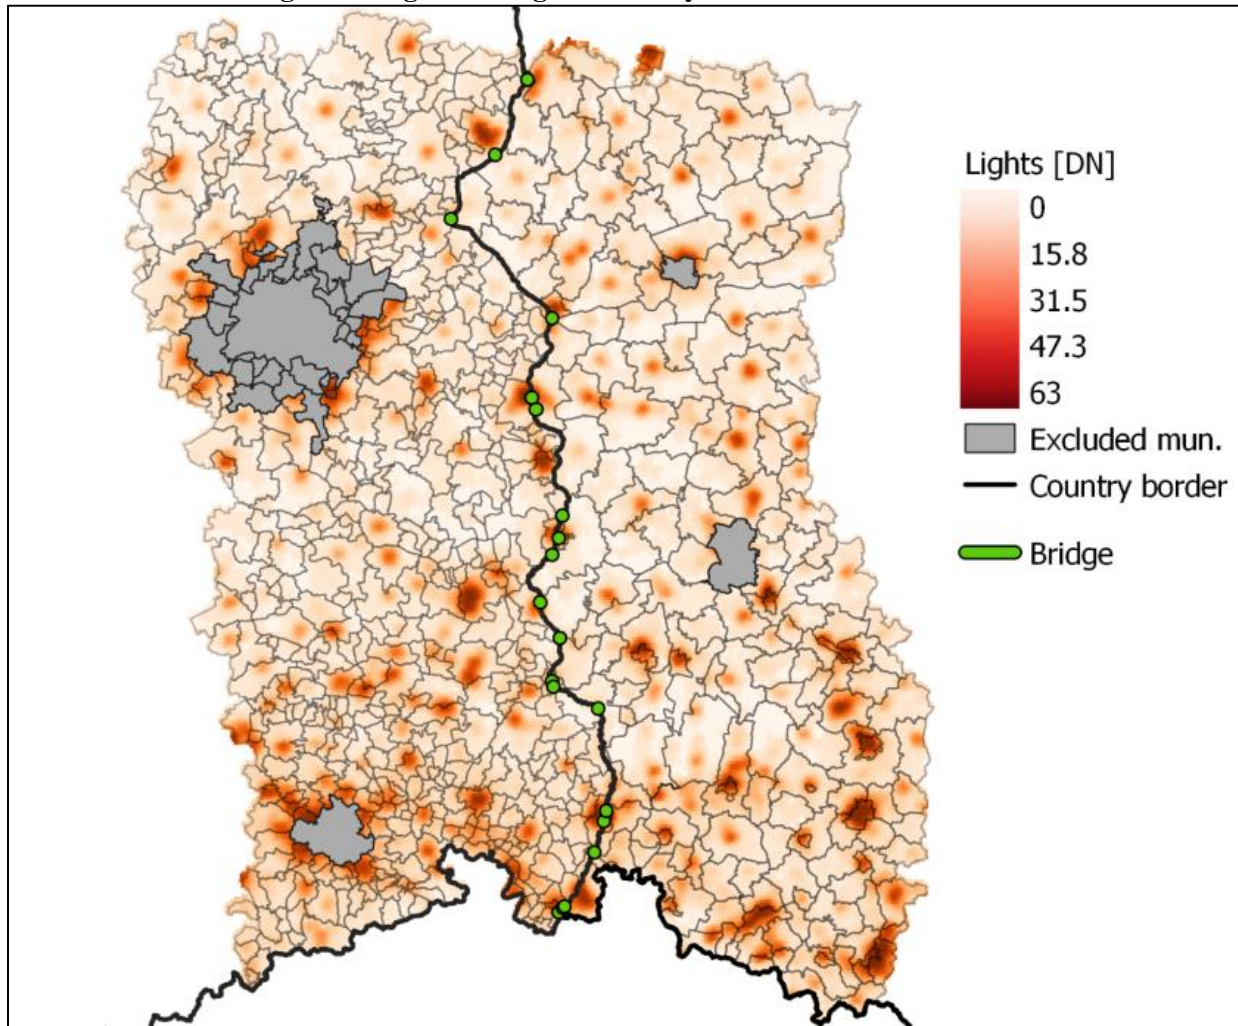 Lights [DN]
0
15.8
31.5
47.3
63
Excluded mun.
Country border
Bridge